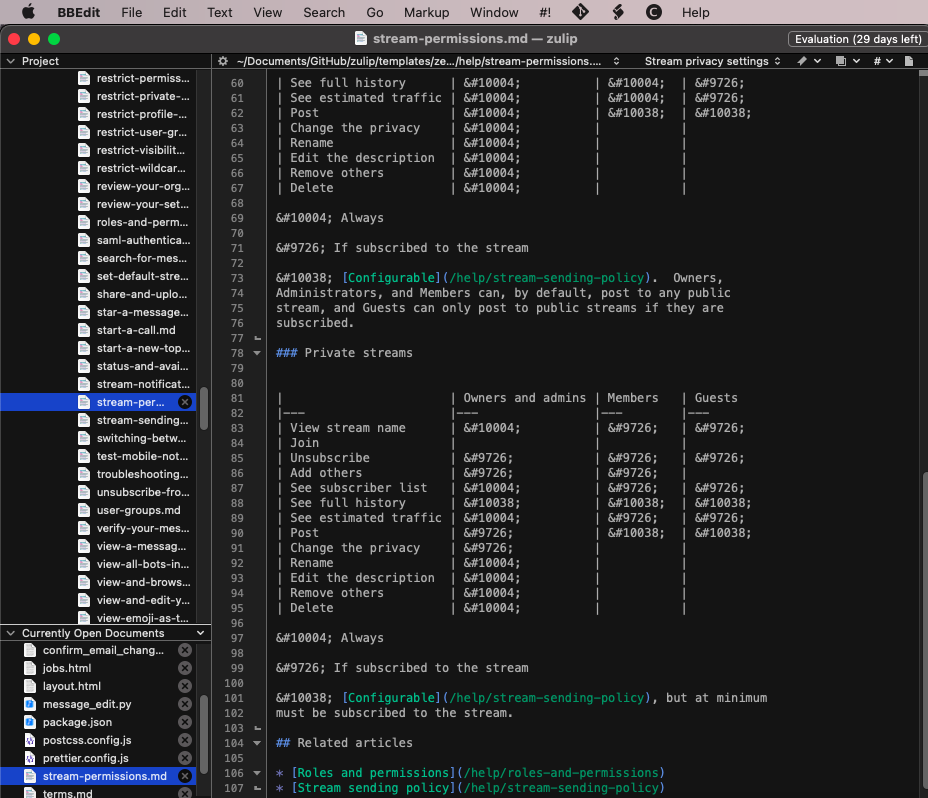 BBEdit File Edit Text View Search Go Markup Window #! Help
stream-permissions.md — zulip
Evaluation (29 days left)
Project
~/Documents/GitHub/zulip/templates/ze.../help/stream-permissions....
Stream privacy settings
#
restrict-permiss...
restrict-private-...
restrict-profile-...
restrict-user-gr...
restrict-visibilit...
restrict-wildcar...
review-your-org...
review-your-set...
roles-and-perm...
saml-authentica...
search-for-mes...
set-default-stre...
share-and-uplo...
star-a-message...
start-a-call.md
start-a-new-top...
status-and-avai...
stream-notificat...
stream-per...
stream-sending...
switching-betw...
test-mobile-not...
troubleshooting...
unsubscribe-fro...
user-groups.md
verify-your-mes...
view-a-messag...
view-all-bots-in...
view-and-brows...
view-and-edit-y...
view-emoji-as-t...
Currently Open Documents
confirm_email_chang...
jobs.html
layout.html
message_edit.py
package.json
postcss.config.js
prettier.config.js
stream-permissions.md
terms.md
60 | See full history | &#10004; | &#10004; | &#9726;
61 | See estimated traffic | &#10004; | &#10004; | &#9726;
62 | Post | &#10004; | &#10038; | &#10038;
63 | Change the privacy | &#10004; | |
64 | Rename | &#10004; | |
65 | Edit the description | &#10004; | |
66 | Remove others | &#10004; | |
67 | Delete | &#10004; | |
68
69 &#10004; Always
70
71 &#9726; If subscribed to the stream
72
73 &#10038; [Configurable](/help/stream-sending-policy). Owners,
74 Administrators, and Members can, by default, post to any public
75 stream, and Guests can only post to public streams if they are
76 subscribed.
77
78 ### Private streams
79
80
81 | | Owners and admins | Members | Guests
82 |--- |--- |--- |---
83 | View stream name | &#10004; | &#9726; | &#9726;
84 | Join | | |
85 | Unsubscribe | &#9726; | &#9726; | &#9726;
86 | Add others | &#9726; | &#9726; |
87 | See subscriber list | &#10004; | &#9726; | &#9726;
88 | See full history | &#10038; | &#10038; | &#10038;
89 | See estimated traffic | &#10004; | &#9726; | &#9726;
90 | Post | &#9726; | &#10038; | &#10038;
91 | Change the privacy | &#9726; | |
92 | Rename | &#10004; | |
93 | Edit the description | &#10004; | |
94 | Remove others | &#10004; | |
95 | Delete | &#10004; | |
96
97 &#10004; Always
98
99 &#9726; If subscribed to the stream
100
101 &#10038; [Configurable](/help/stream-sending-policy), but at minimum
102 must be subscribed to the stream.
103
104 ## Related articles
105
106 * [Roles and permissions](/help/roles-and-permissions)
107 * [Stream sending policy](/help/stream-sending-policy)